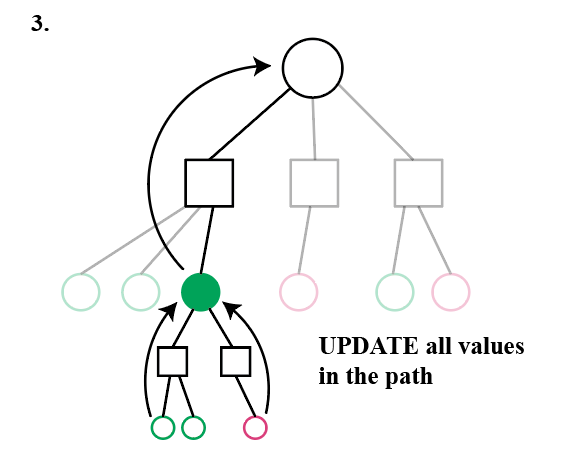 3.
UPDATE all values
in the path